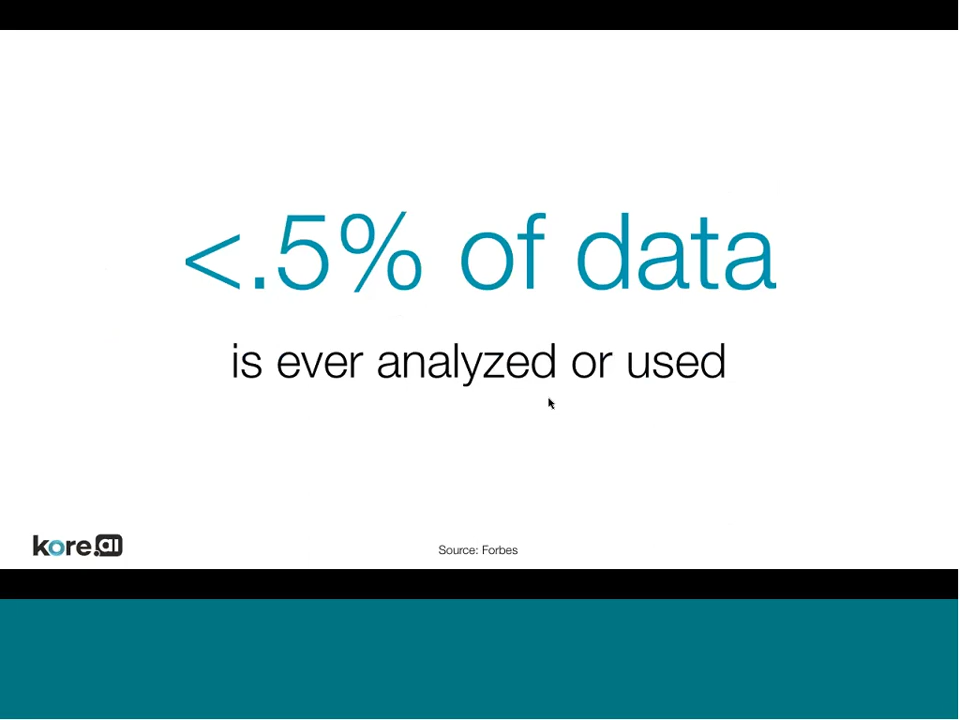 <.5% of data
is ever analyzed or used
kore.ai
Source: Forbes